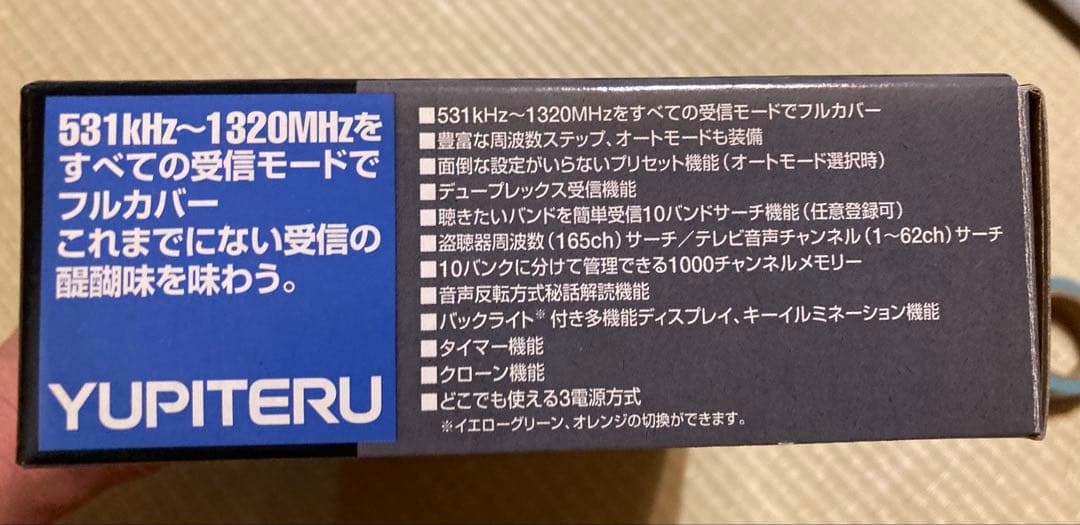 531kHz～1320MHzを
すべての受信モードで
フルカバー
これまでにない受信の
醍醐味を味わう。
YUPITERU
■531kHz～1320MHzをすべての受信モードでフルカバー
■豊富な周波数ステップ、オートモードも装備
■面倒な設定がいらないプリセット機能（オートモード選択時）
■デュープレックス受信機能
■聴きたいバンドを簡単受信10バンドサーチ機能（任意登録可）
■盗聴器周波数（165ch）サーチ／テレビ音声チャンネル（1～62ch）サーチ
■10バンクに分けて管理できる1000チャンネルメモリー
■音声反転方式秘話解読機能
■バックライト※付き多機能ディスプレイ、キーイルミネーション機能
■タイマー機能
■クローン機能
■どこでも使える3電源方式
※イエローグリーン、オレンジの切換ができます。